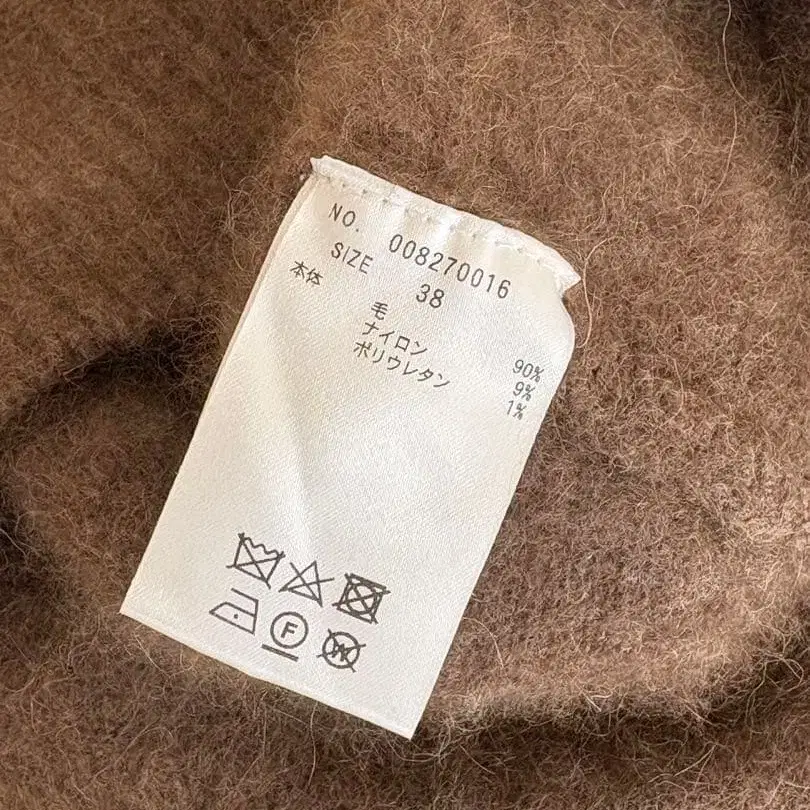 NO. 008270016
SIZE 38
本体
毛 90%
ナイロン 9%
ポリウレタン 1%
F
W